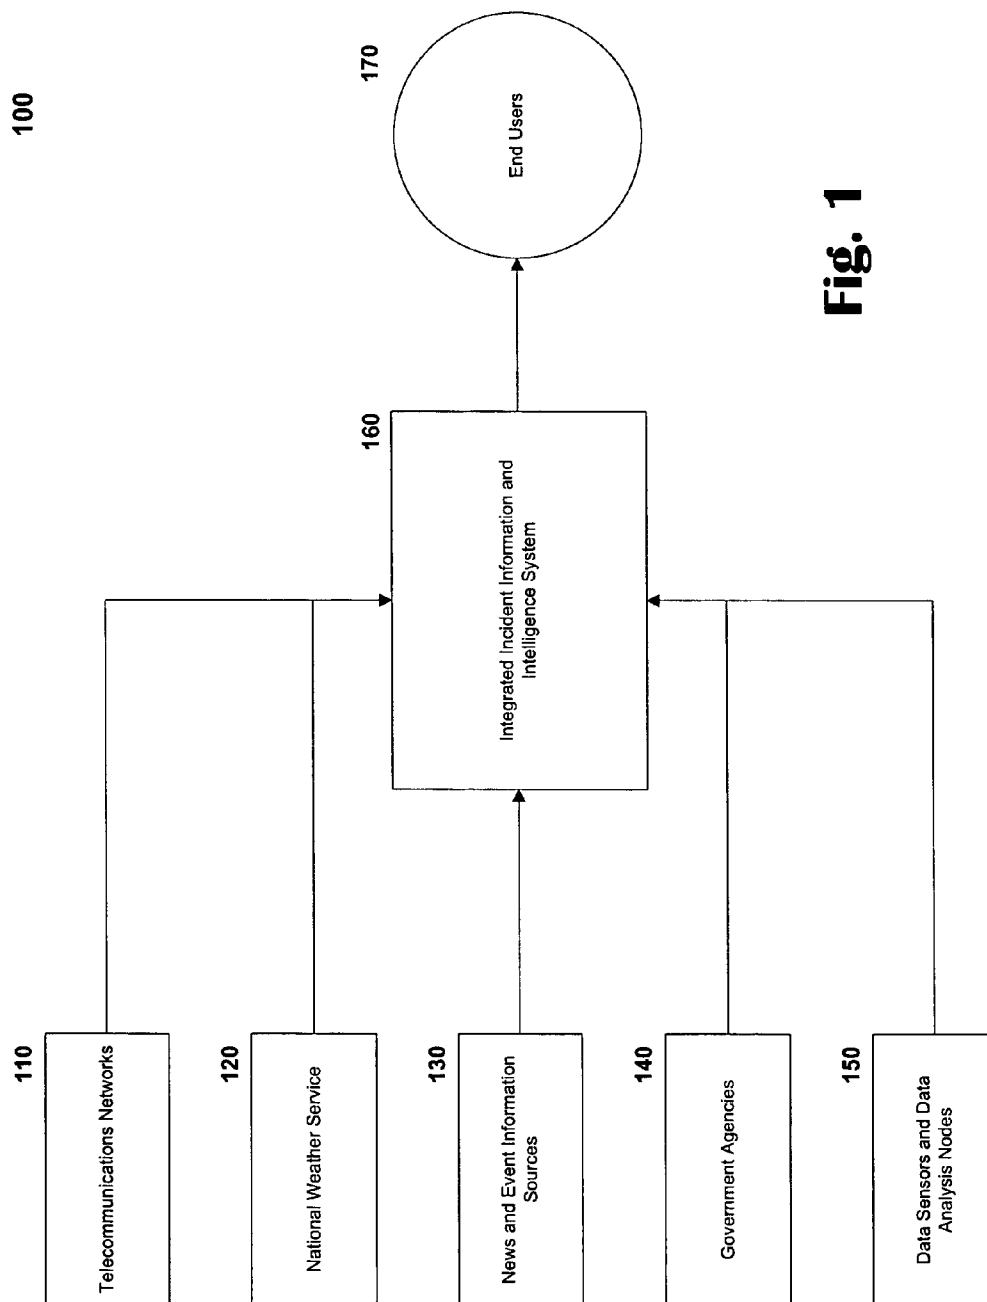 100
110
Telecommunications Networks
120
National Weather Service
130
News and Event Information
Sources
140
Government Agencies
150
Data Sensors and Data
Analysis Nodes
160
Integrated Incident Information and
Intelligence System
170
End Users
Fig. 1